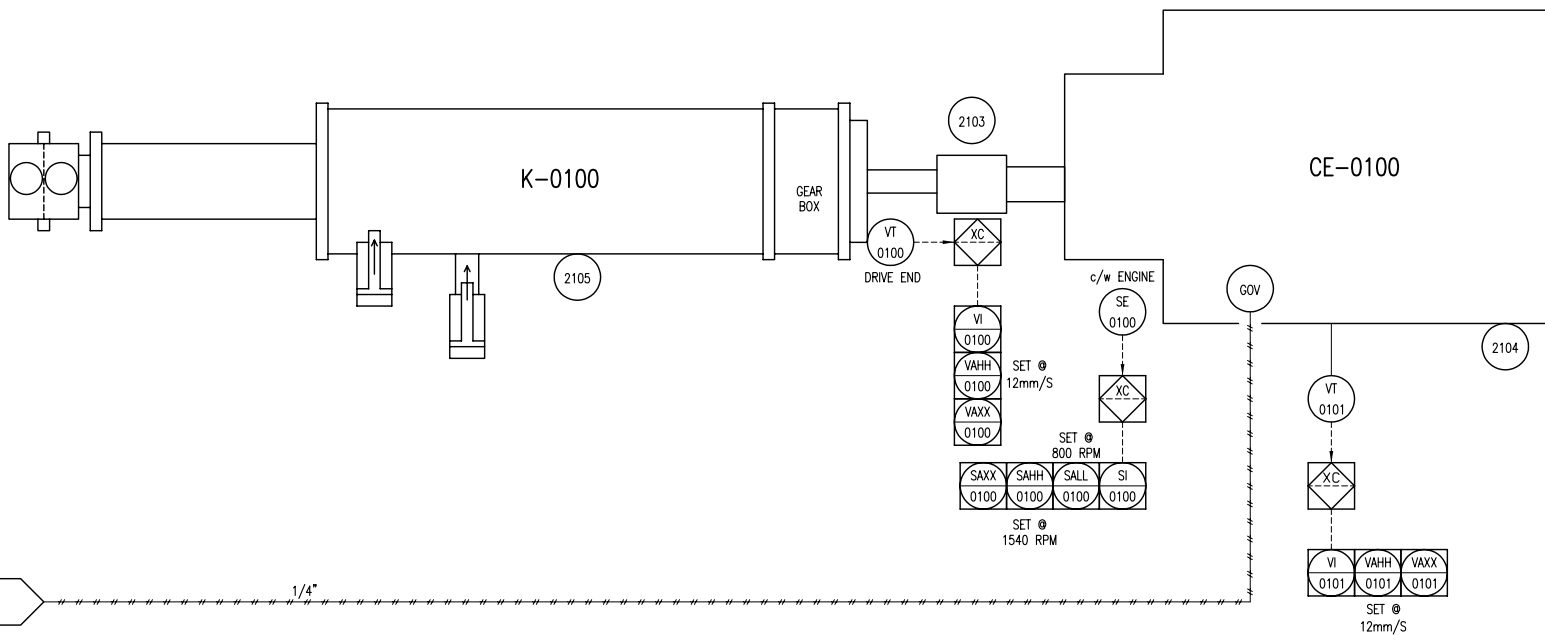 2103
K-0100
CE-0100
GEAR
BOX
VT
0100
XC
DRIVE END
2105
c/w ENGINE
SE
0100
GOV
VI
0100
VAHH
0100
SET @
12mm/S
VAXX
0100
XC
2104
VT
0101
SET @
800 RPM
SAXX
0100
SAHH
0100
SALL
0100
SI
0100
SET @
1540 RPM
XC
VI
0101
VAHH
0101
VAXX
0101
SET @
12mm/S
1/4"